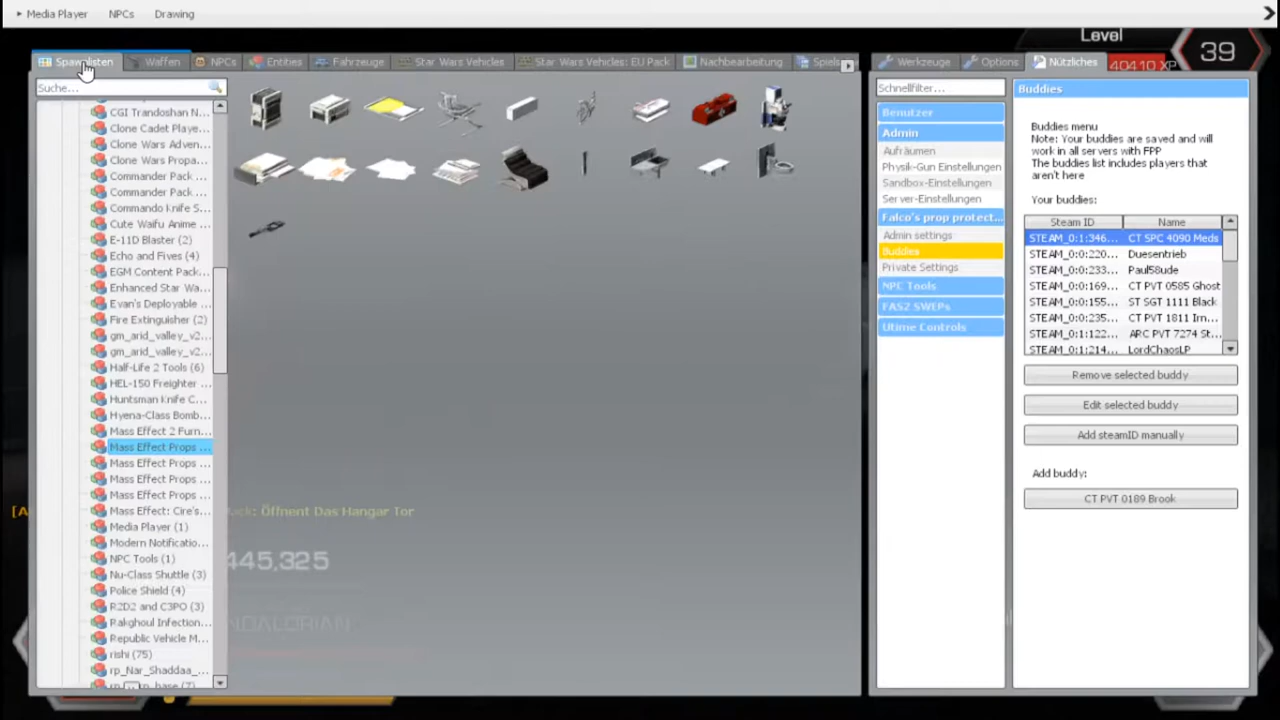 Media Player NPCs Drawing
Level
39
40410 XP
Spawnlisten Waffen NPCs Entities Fahrzeuge Star Wars Vehicles Star Wars Vehicles: EU Pack Nachbearbeitung Spiels
Werkzeuge Options Nützliches
Suche...
CGI Trandoshan N...
Clone Cadet Playe...
Clone Wars Adven...
Clone Wars Propa...
Commander Pack ...
Commander Pack ...
Commando Knife S...
Cute Waifu Anime ...
E-11D Blaster (2)
Echo and Fives (4)
EGM Content Pack...
Enhanced Star Wa...
Evan's Deployable ...
Fire Extinguisher (2)
gm_arid_valley_v2...
gm_arid_valley_v2...
Half-Life 2 Tools (6)
HEL-150 Freighter ...
Huntsman Knife C...
Hyena-Class Bomb...
Mass Effect 2 Furn...
Mass Effect Props ...
Mass Effect Props ...
Mass Effect Props ...
Mass Effect Props ...
Mass Effect: Cire's...
Media Player (1)
Modern Notificatio...
NPC Tools (1)
Nu-Class Shuttle (3)
Police Shield (4)
R2D2 and C3PO (3)
Rakghoul Infection...
Republic Vehicle M...
rishi (75)
rp_Nar_Shaddaa_...
[A
Öffnent Das Hangar Tor
445,325
NDALORIAN
Schnellfilter...
Benutzer
Admin
Aufräumen
Physik-Gun Einstellungen
Sandbox-Einstellungen
Server-Einstellungen
Falco's prop protect...
Admin settings
Buddies
Private Settings
NPC Tools
FAS2 SWEPs
Utime Controls
Buddies
Buddies menu
Note: Your buddies are saved and will
work in all servers with FPP
The buddies list includes players that
aren't here
Your buddies:
Steam ID Name
STEAM_0:1:346... CT SPC 4090 Meds
STEAM_0:0:220... Duesentrieb
STEAM_0:0:233... Paul58ude
STEAM_0:0:169... CT PVT 0585 Ghost
STEAM_0:0:155... ST SGT 1111 Black
STEAM_0:0:235... CT PVT 1811 Irn...
STEAM_0:1:122... ARC PVT 7274 St...
STEAM_0:1:214... LordChaosLP
Remove selected buddy
Edit selected buddy
Add steamID manually
Add buddy:
CT PVT 0189 Brook